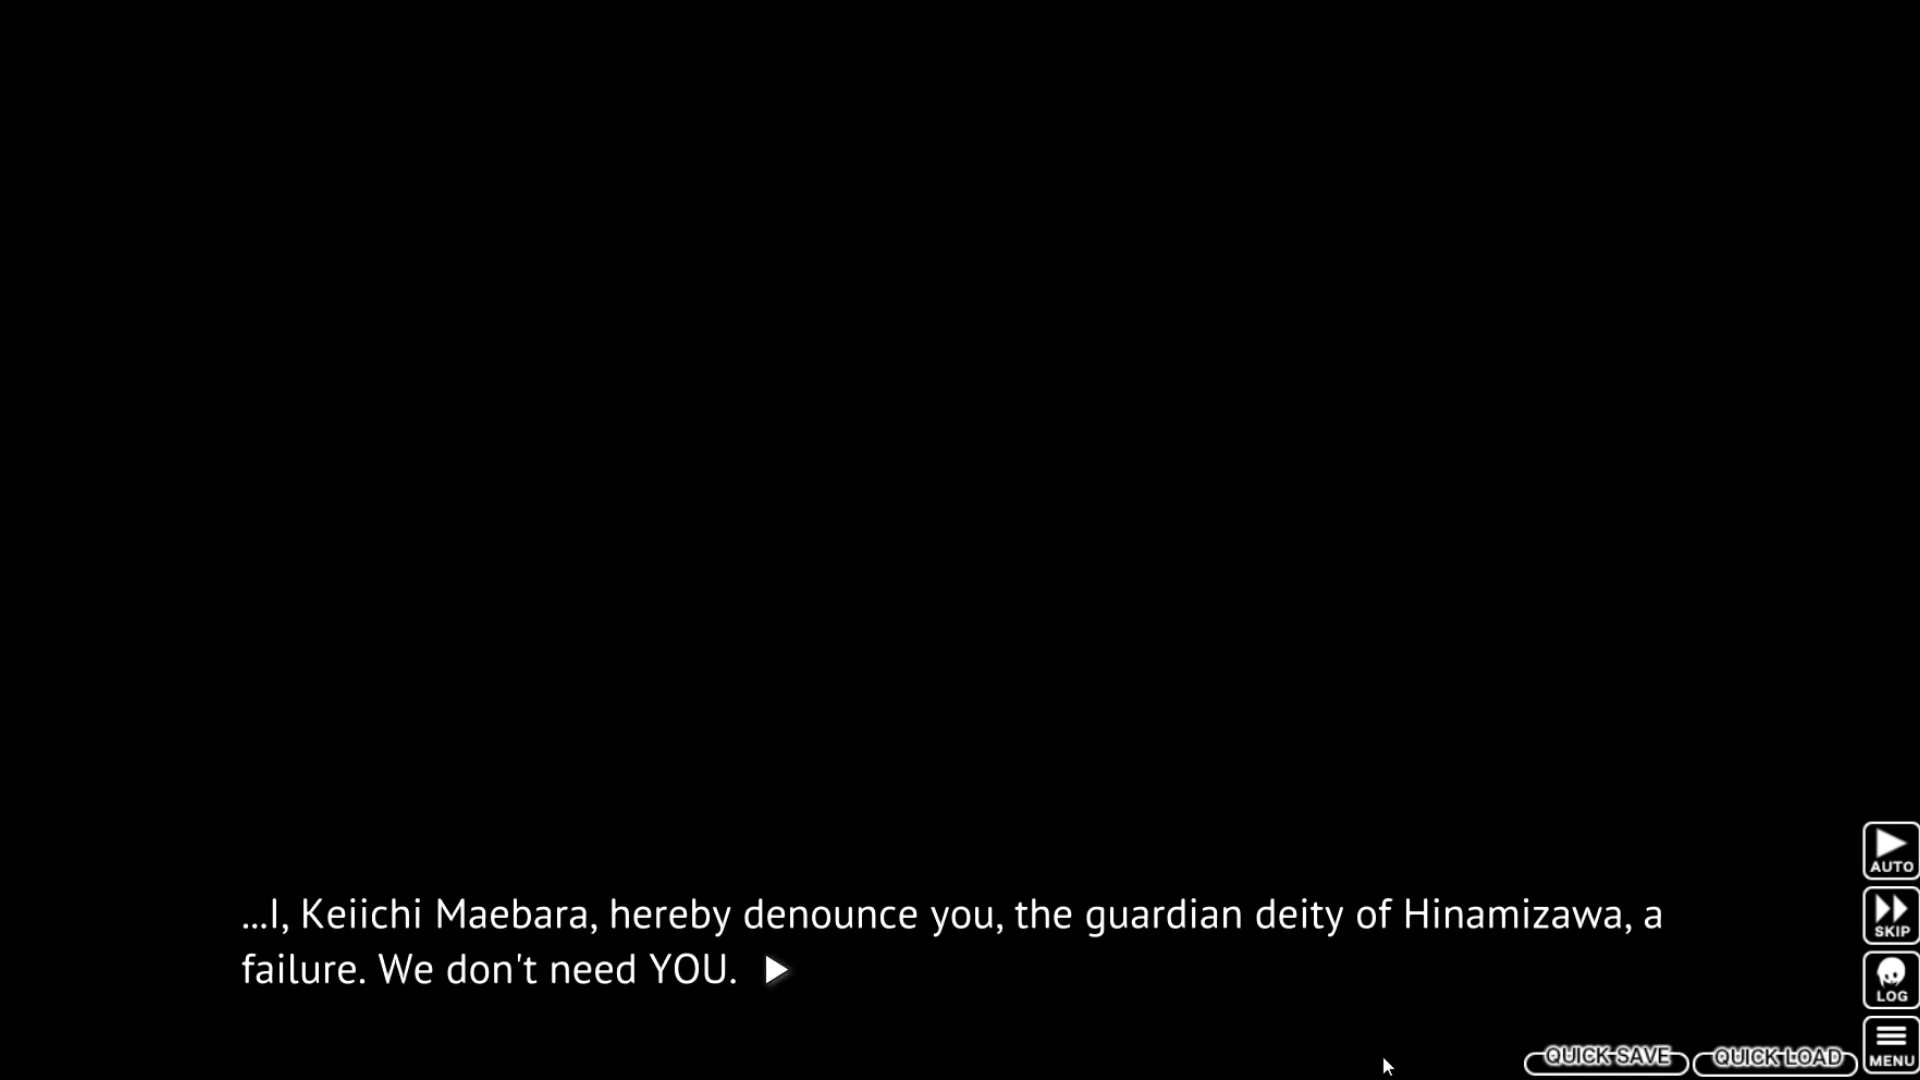 ...I, Keiichi Maebara, hereby denounce you, the guardian deity of Hinamizawa, a
failure. We don't need YOU.
AUTO
SKIP
LOG
MENU
QUICK SAVE
QUICK LOAD